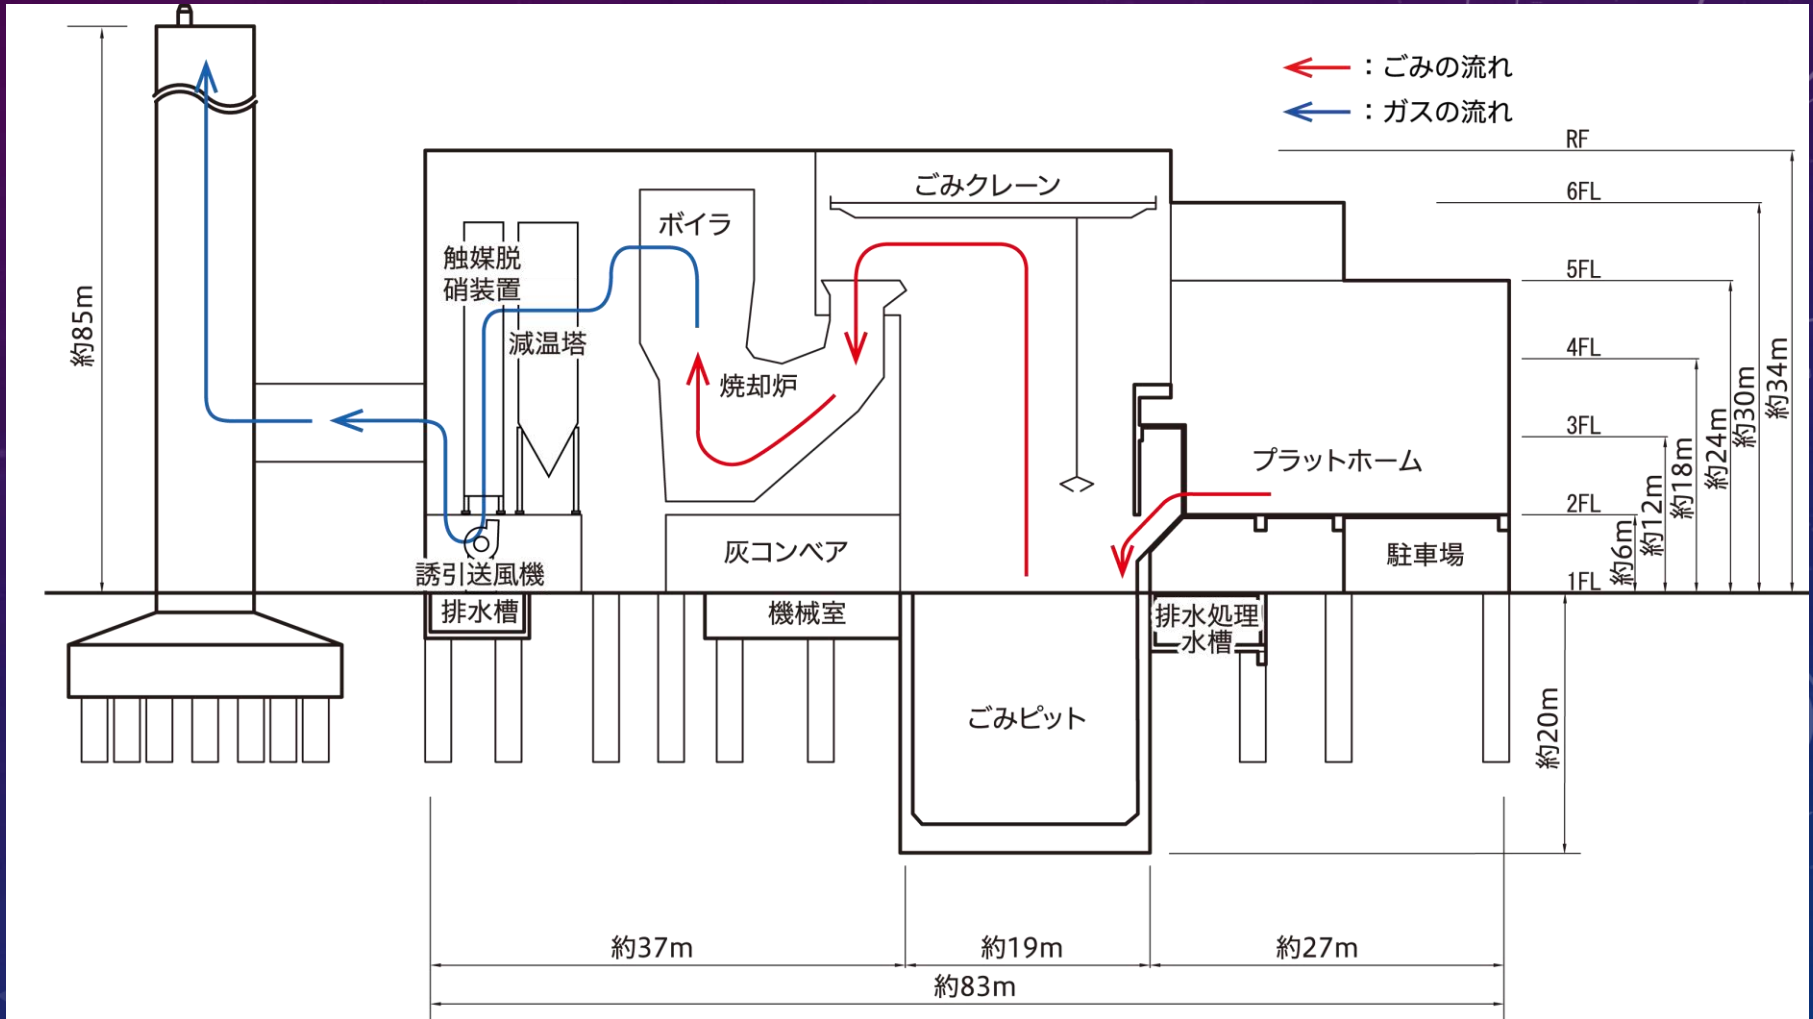 ：ごみの流れ
：ガスの流れ
RF
6FL
5FL
4FL
3FL
2FL
1FL
約6m
約12m
約18m
約24m
約30m
約34m
約85m
ごみクレーン
ボイラ
触媒脱
硝装置
減温塔
焼却炉
プラットホーム
灰コンベア
駐車場
誘引送風機
排水槽
機械室
排水処理
水槽
ごみピット
約20m
約37m
約19m
約27m
約83m